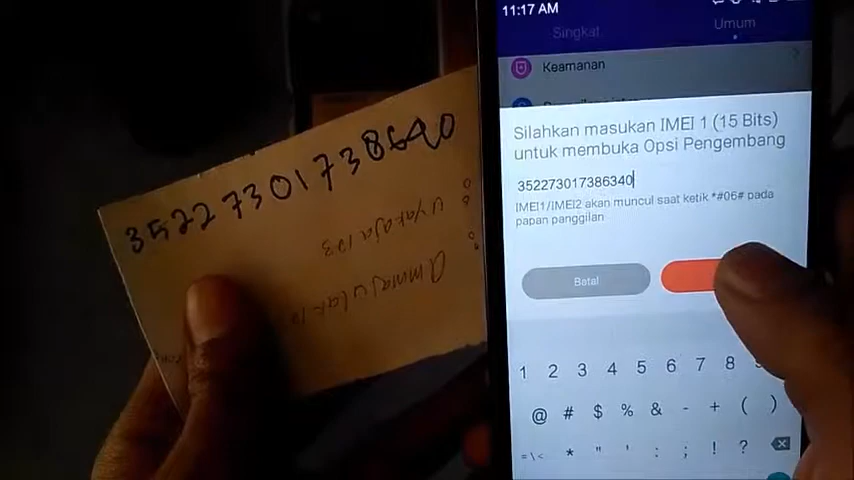 11:17 AM
Singkat
Umum
Keamanan
Silahkan masukan IMEI 1 (15 Bits)
untuk membuka Opsi Pengembang
352273017386340
IMEI1/IMEI2 akan muncul saat ketik *#06# pada
papan panggilan
Batal
1 2 3 4 5 6 7 8
@ # $ % & - + ( )
=\< * " ' : ; ! ?
35227301738640